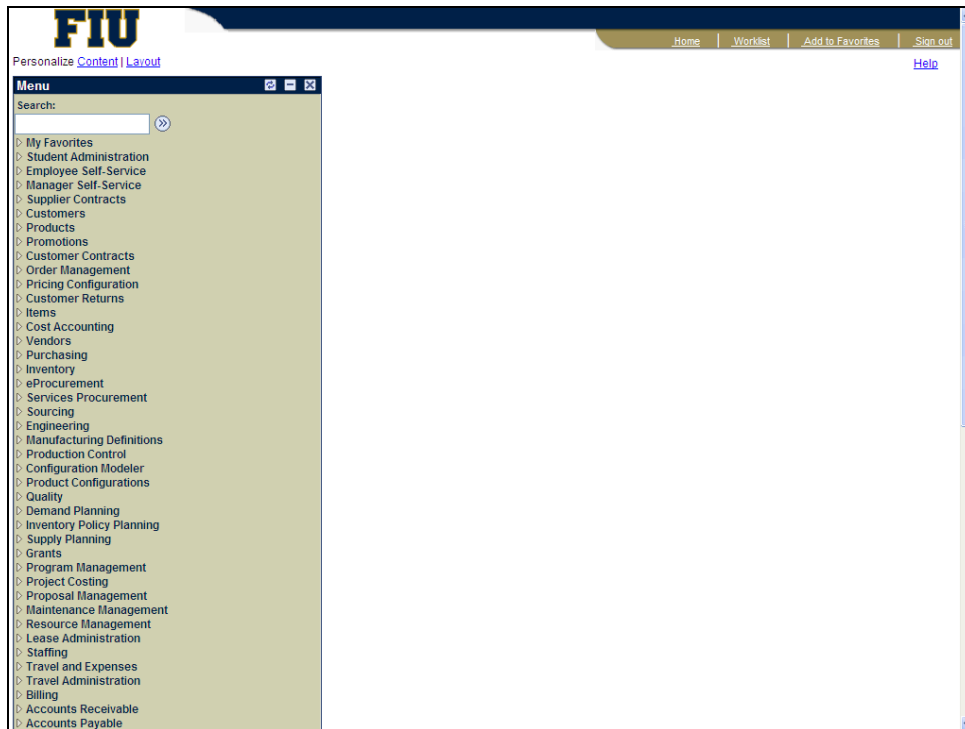 FIU
Home | Worklist | Add to Favorites | Sign out
Personalize Content | Layout
Help
Menu
Search:
My Favorites
Student Administration
Employee Self-Service
Manager Self-Service
Supplier Contracts
Customers
Products
Promotions
Customer Contracts
Order Management
Pricing Configuration
Customer Returns
Items
Cost Accounting
Vendors
Purchasing
Inventory
eProcurement
Services Procurement
Sourcing
Engineering
Manufacturing Definitions
Production Control
Configuration Modeler
Product Configurations
Quality
Demand Planning
Inventory Policy Planning
Supply Planning
Grants
Program Management
Project Costing
Proposal Management
Maintenance Management
Resource Management
Lease Administration
Staffing
Travel and Expenses
Travel Administration
Billing
Accounts Receivable
Accounts Payable